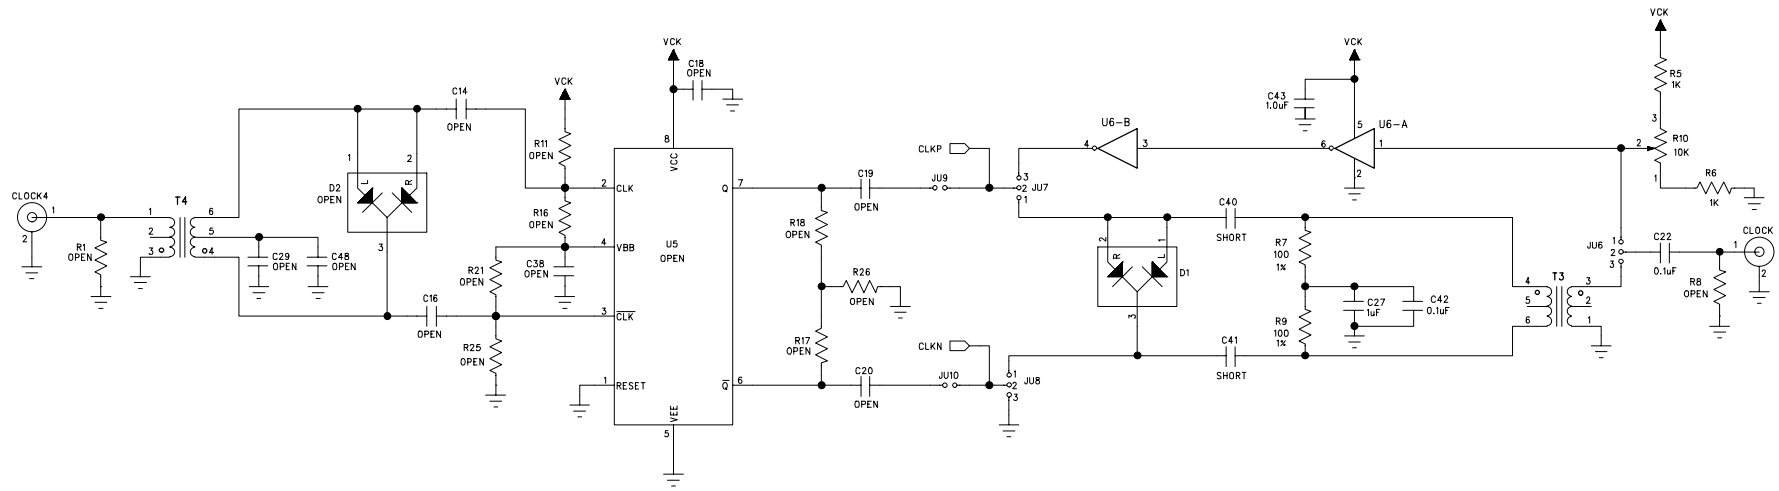 CLOCK4
1
2
R1
OPEN
T4
1
2
3
6
5
4
C29
OPEN
C48
OPEN
D2
OPEN
1
2
L
R
3
C14
OPEN
C16
OPEN
VCK
R11
OPEN
R16
OPEN
R21
OPEN
C38
OPEN
R25
OPEN
VCK
C18
OPEN
8
VCC
2
CLK
4
VBB
3
CLK
1
RESET
U5
OPEN
Q
7
Q
6
VEE
5
R18
OPEN
R17
OPEN
R26
OPEN
C19
OPEN
C20
OPEN
JU9
JU10
CLKP
CLKN
3
2
JU7
1
1
2
JU8
3
U6-B
4
3
VCK
C43
1.0uF
5
U6-A
6
1
2
C40
SHORT
C41
SHORT
2
1
R
L
D1
3
R7
100
1%
R9
100
1%
C27
1uF
C42
0.1uF
T3
4
5
6
3
2
1
VCK
R5
1K
3
2
R10
10K
1
R6
1K
JU6
1
2
3
C22
0.1uF
R8
OPEN
CLOCK
1
2